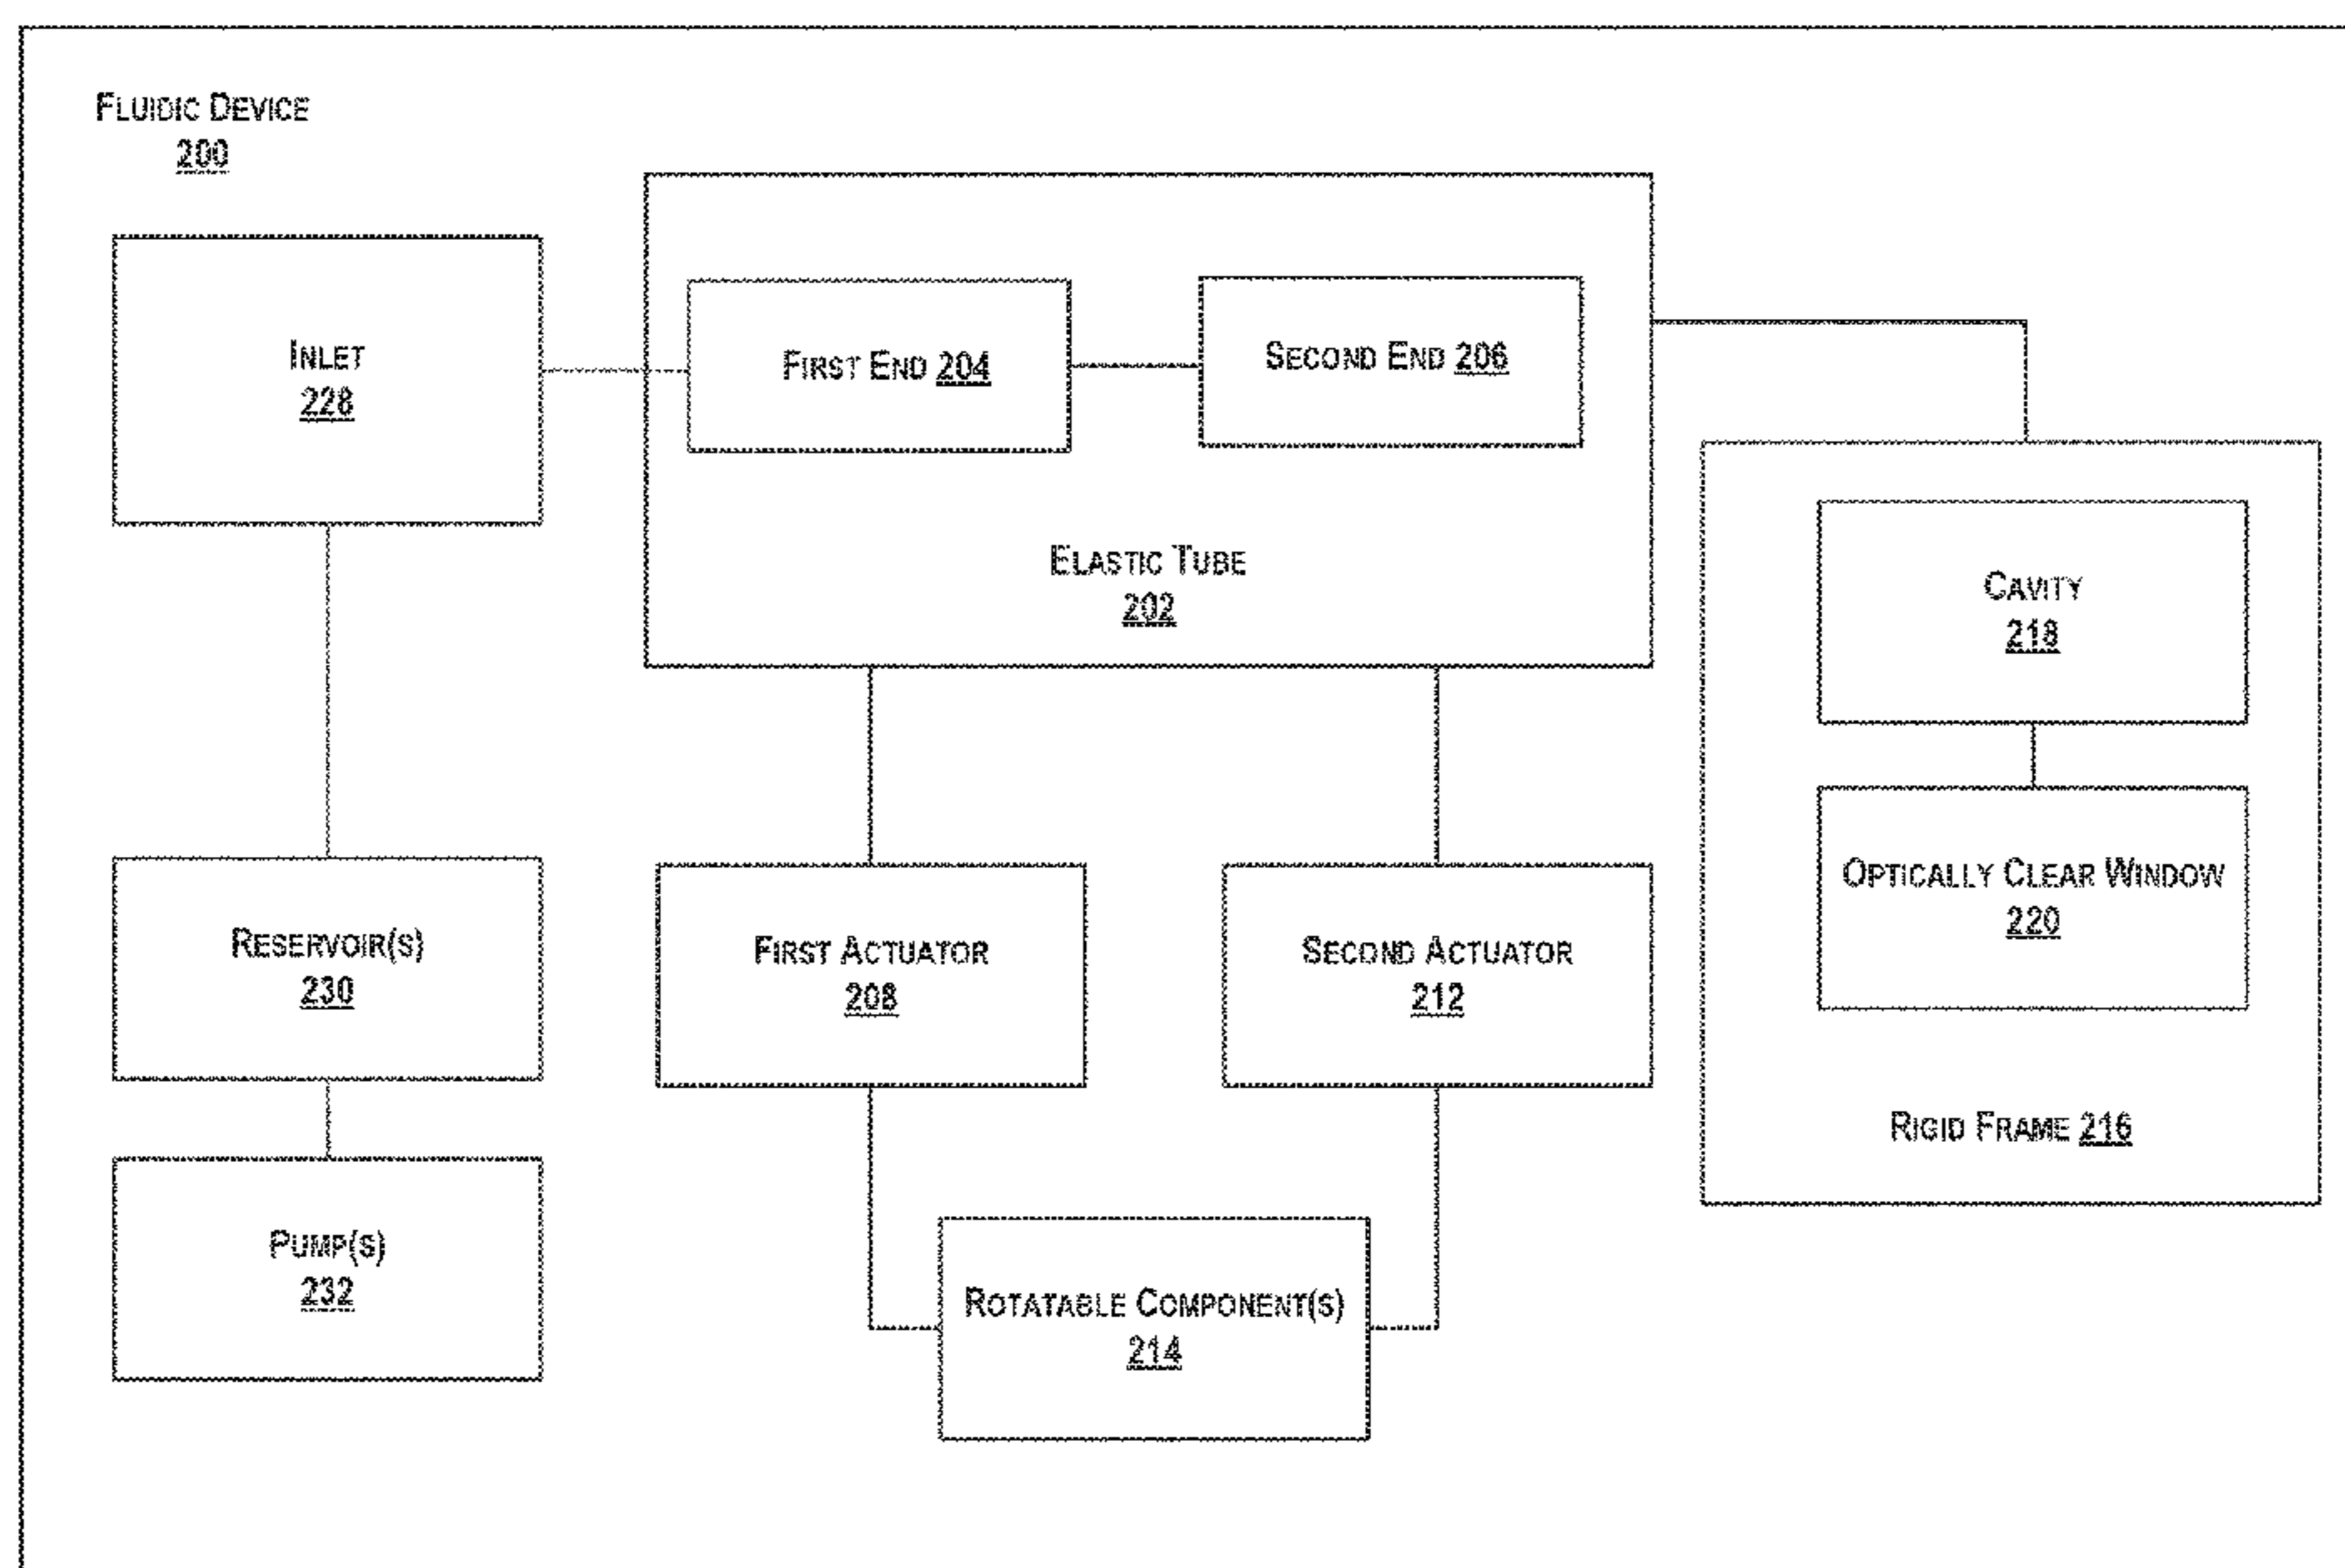 FLUIDIC DEVICE
200
INLET
228
FIRST END 204
SECOND END 206
ELASTIC TUBE
202
CAVITY
218
OPTICALLY CLEAR WINDOW
220
RIGID FRAME 216
RESERVOIR(S)
230
FIRST ACTUATOR
208
SECOND ACTUATOR
212
PUMP(S)
232
ROTATABLE COMPONENT(S)
214